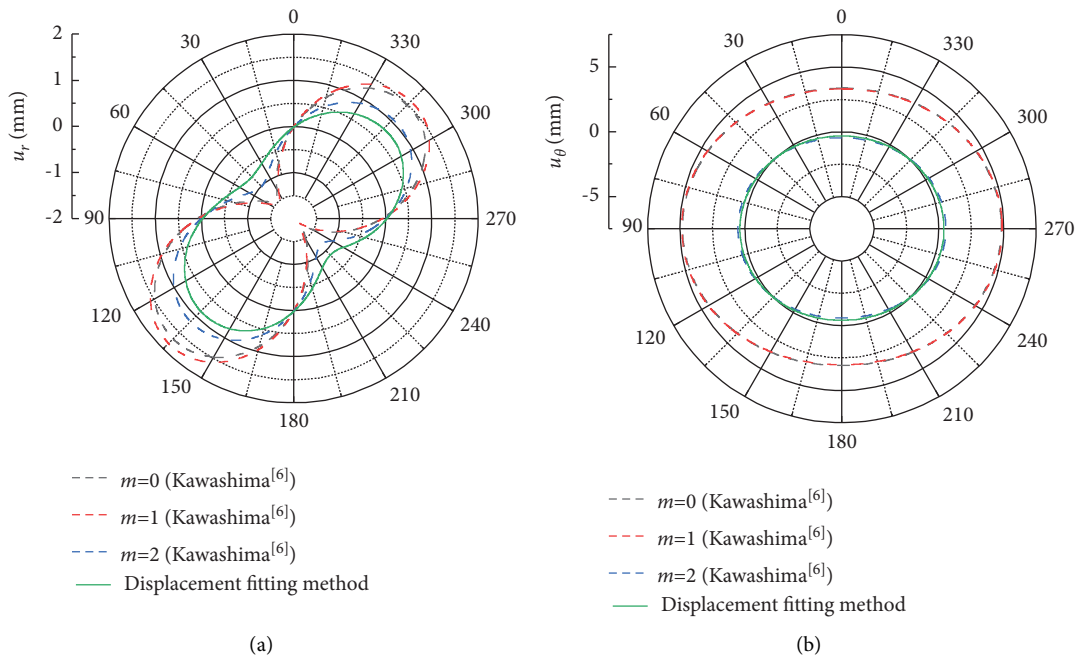 0
30
60
90
120
150
180
210
240
270
300
330
2
1
0
-1
-2
u_r (mm)
m=0 (Kawashima[6])
m=1 (Kawashima[6])
m=2 (Kawashima[6])
Displacement fitting method
(a)
0
30
60
90
120
150
180
210
240
270
300
330
5
0
-5
u_θ (mm)
m=0 (Kawashima[6])
m=1 (Kawashima[6])
m=2 (Kawashima[6])
Displacement fitting method
(b)